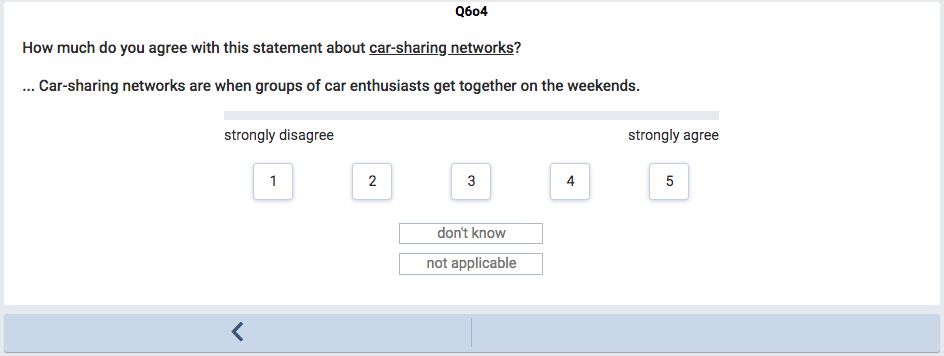 Q6o4
How much do you agree with this statement about car-sharing networks?
... Car-sharing networks are when groups of car enthusiasts get together on the weekends.
strongly disagree strongly agree
1 2 3 4 5
don't know
not applicable